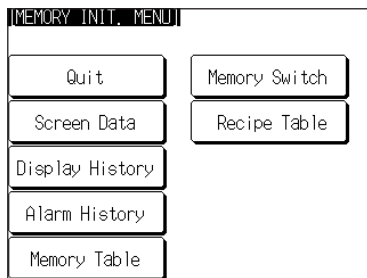 [MEMORY INIT. MENU]
Quit
Memory Switch
Screen Data
Recipe Table
Display History
Alarm History
Memory Table